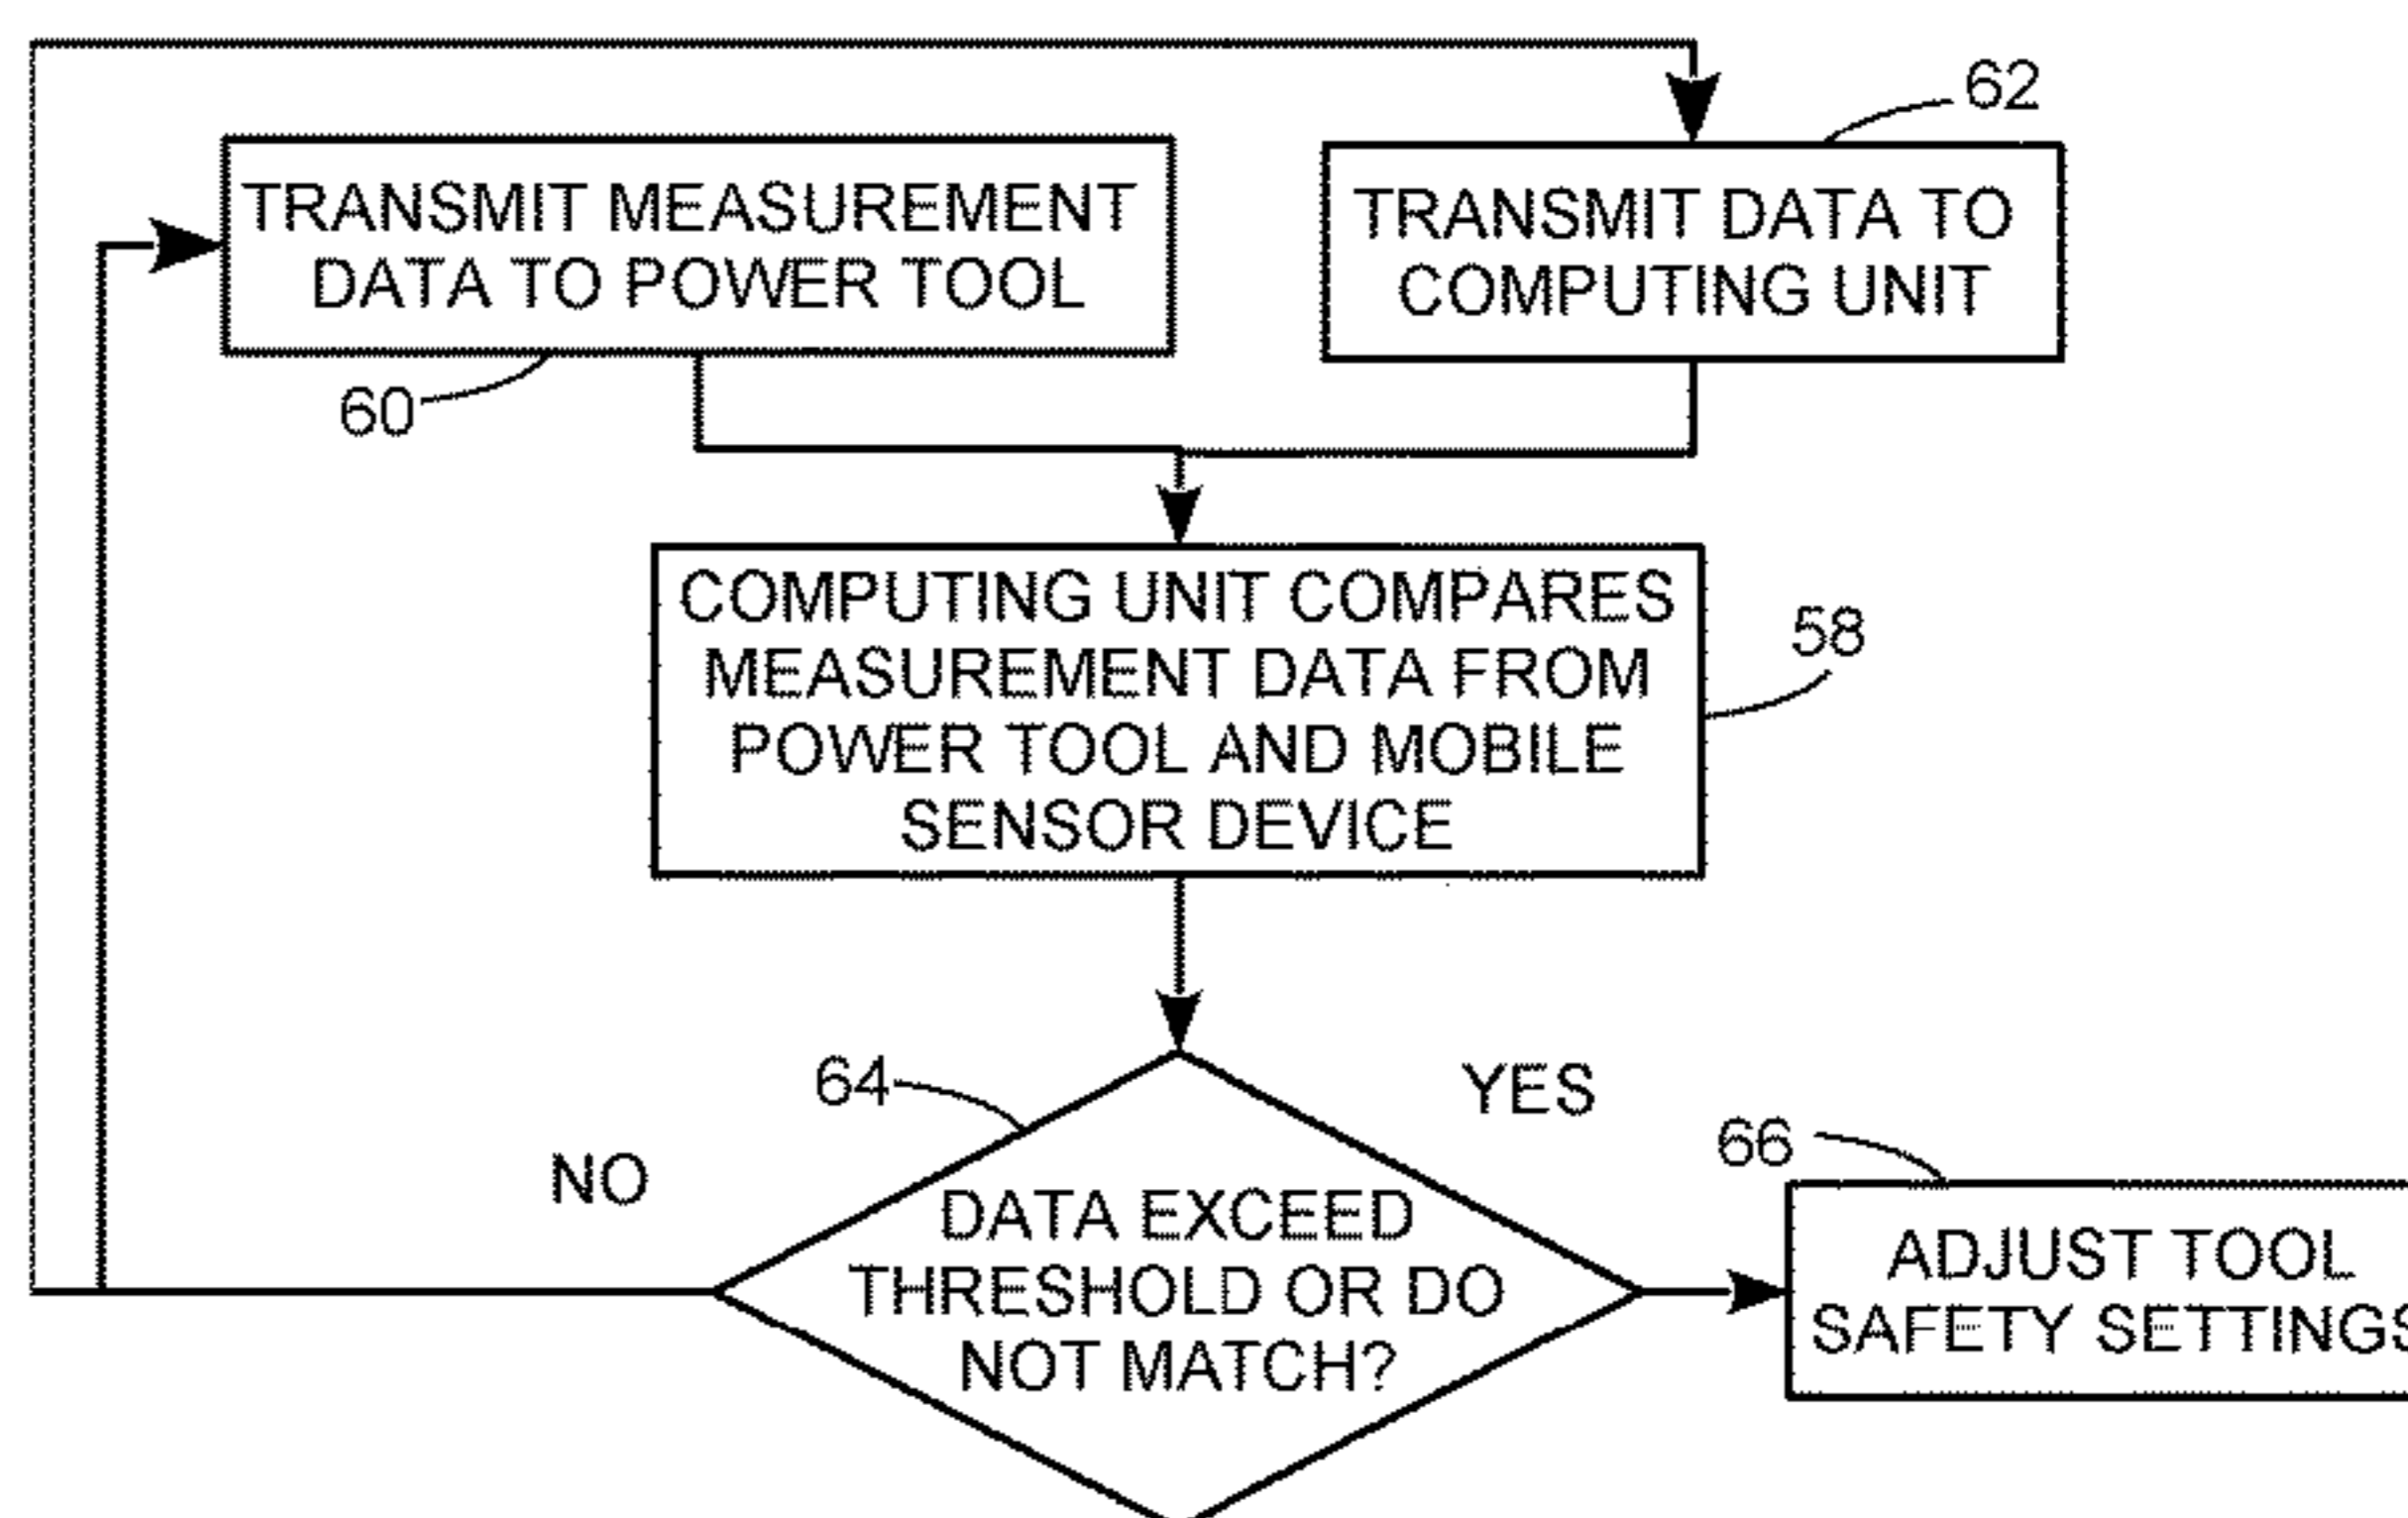 62
TRANSMIT MEASUREMENT
DATA TO POWER TOOL
TRANSMIT DATA TO
COMPUTING UNIT
60
COMPUTING UNIT COMPARES
MEASUREMENT DATA FROM
POWER TOOL AND MOBILE
SENSOR DEVICE
58
64
YES
NO
66
DATA EXCEED
THRESHOLD OR DO
NOT MATCH?
ADJUST TOOL
SAFETY SETTINGS